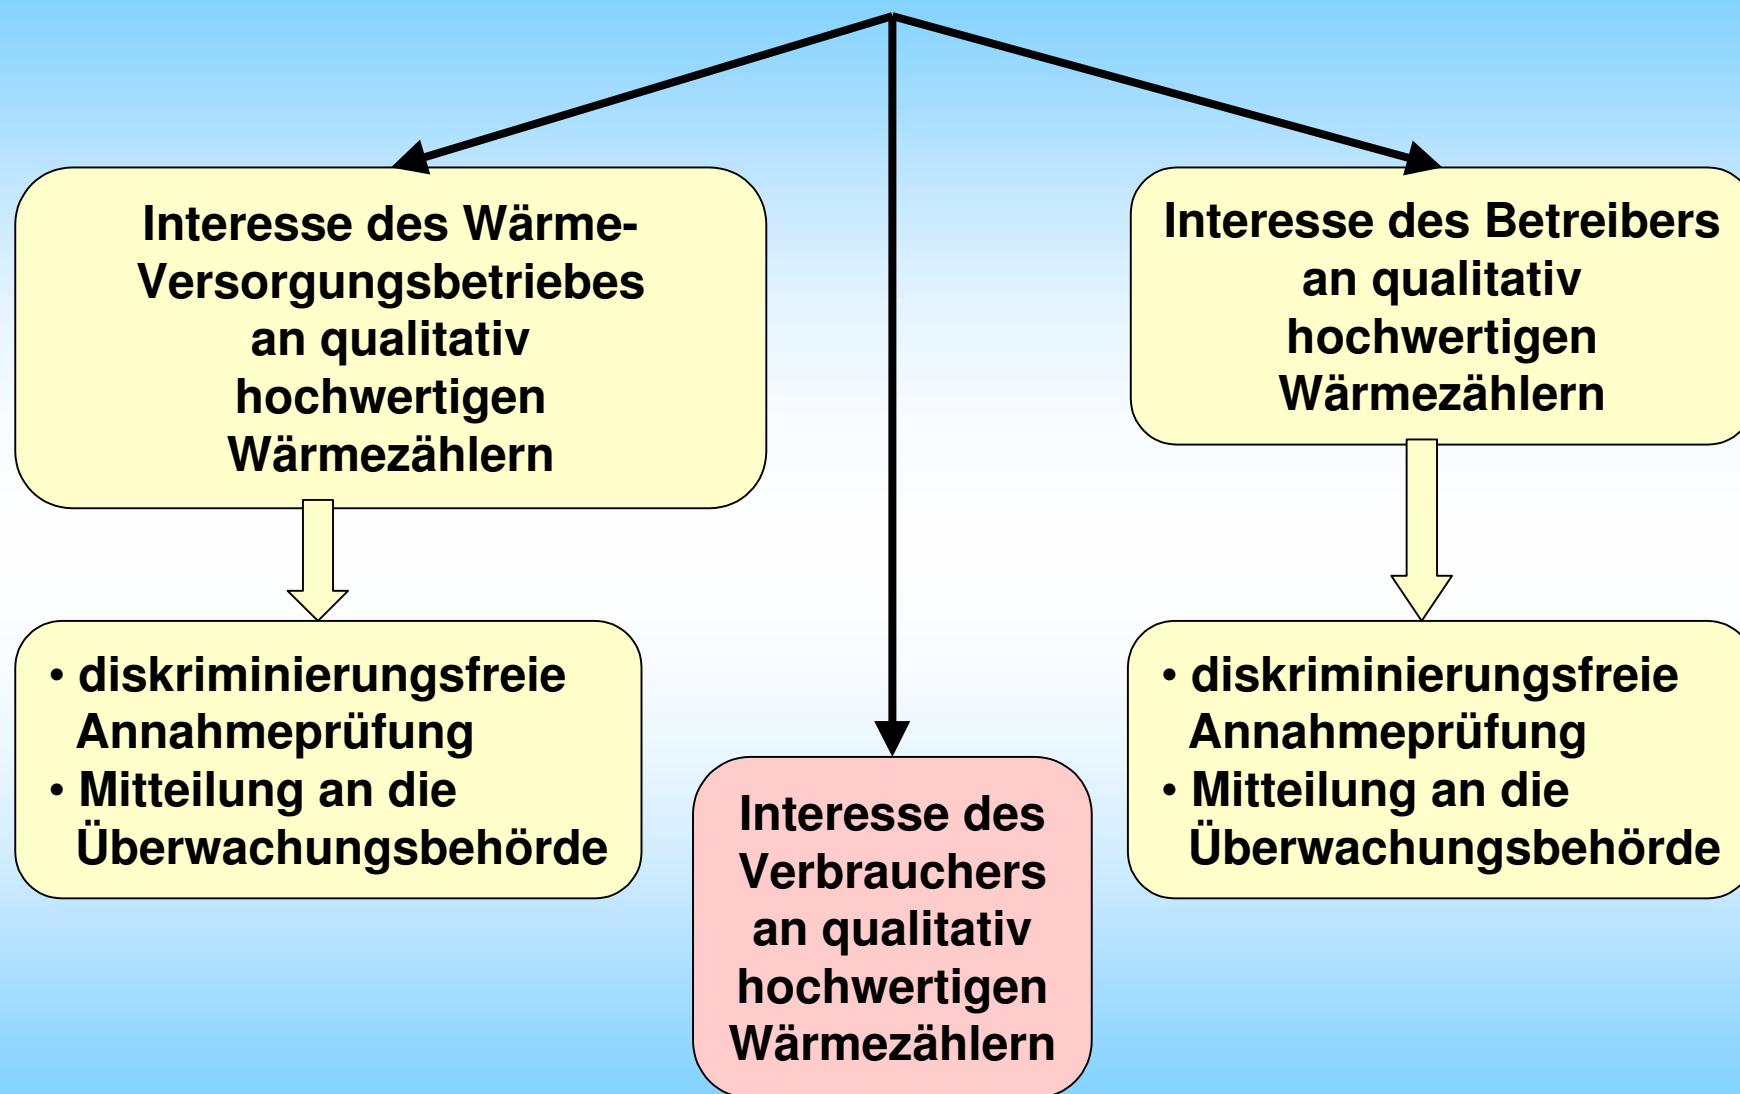 Interesse des Wärme-
Versorgungsbetriebes
an qualitativ
hochwertigen
Wärmezählern
• diskriminierungsfreie
Annahmeprüfung
• Mitteilung an die
Überwachungsbehörde
Interesse des
Verbrauchers
an qualitativ
hochwertigen
Wärmezählern
Interesse des Betreibers
an qualitativ
hochwertigen
Wärmezählern
• diskriminierungsfreie
Annahmeprüfung
• Mitteilung an die
Überwachungsbehörde